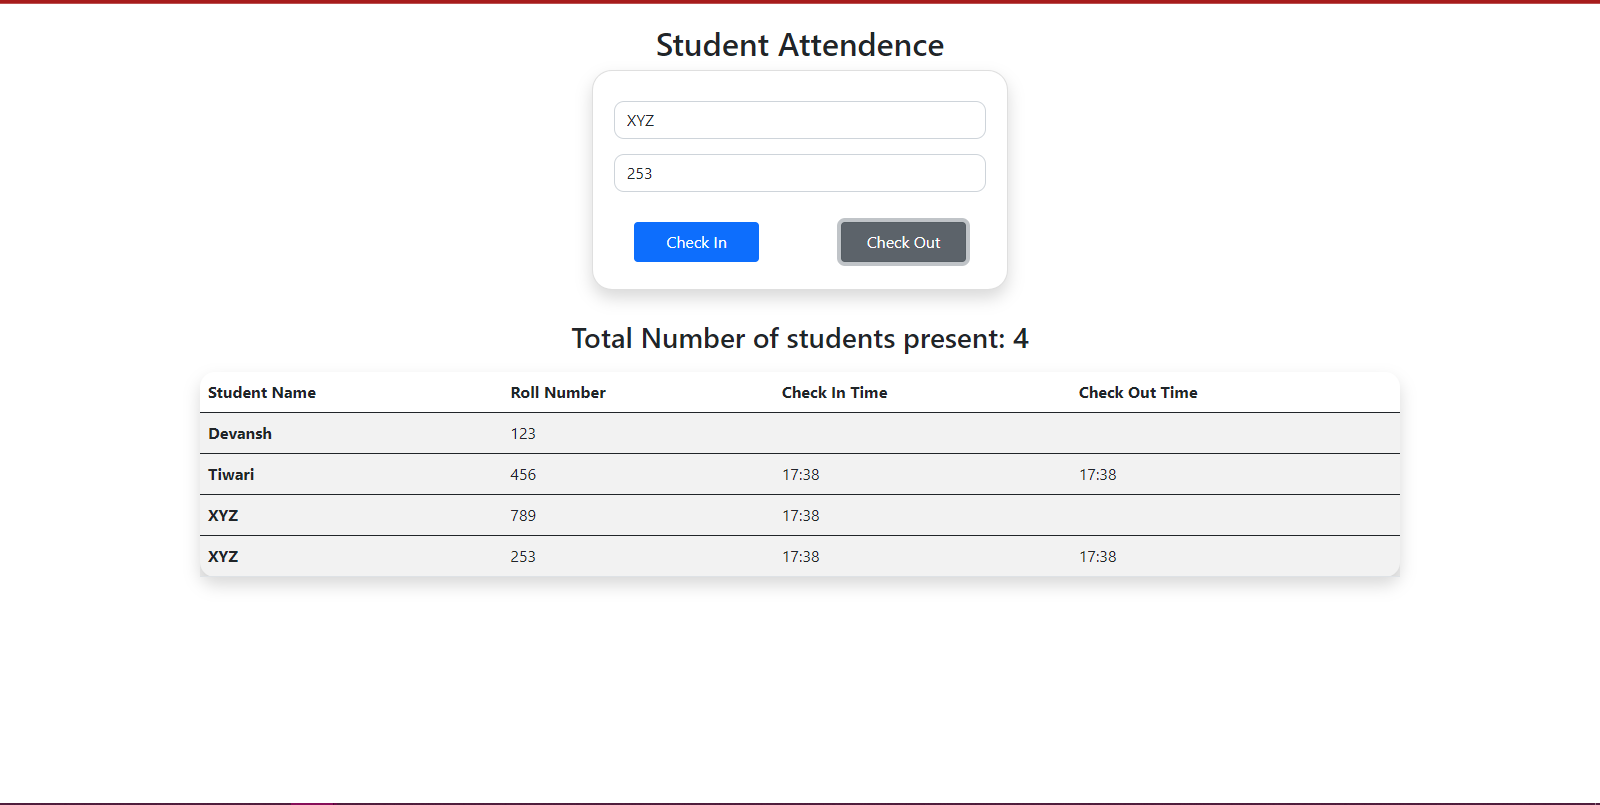 Student Attendence
XYZ
253
Check In Check Out
Total Number of students present: 4
Student Name Roll Number Check In Time Check Out Time
Devansh 123
Tiwari 456 17:38 17:38
XYZ 789 17:38
XYZ 253 17:38 17:38